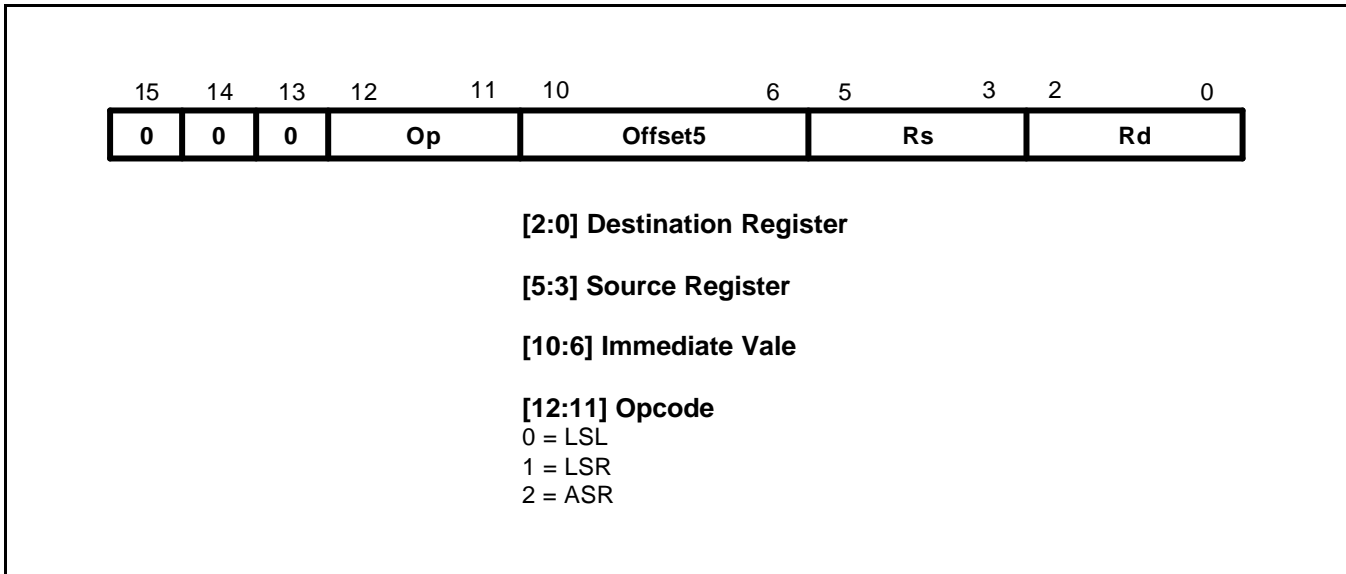 15 14 13 12 11 10 6 5 3 2 0
0 0 0 Op Offset5 Rs Rd
[2:0] Destination Register
[5:3] Source Register
[10:6] Immediate Vale
[12:11] Opcode
0 = LSL
1 = LSR
2 = ASR